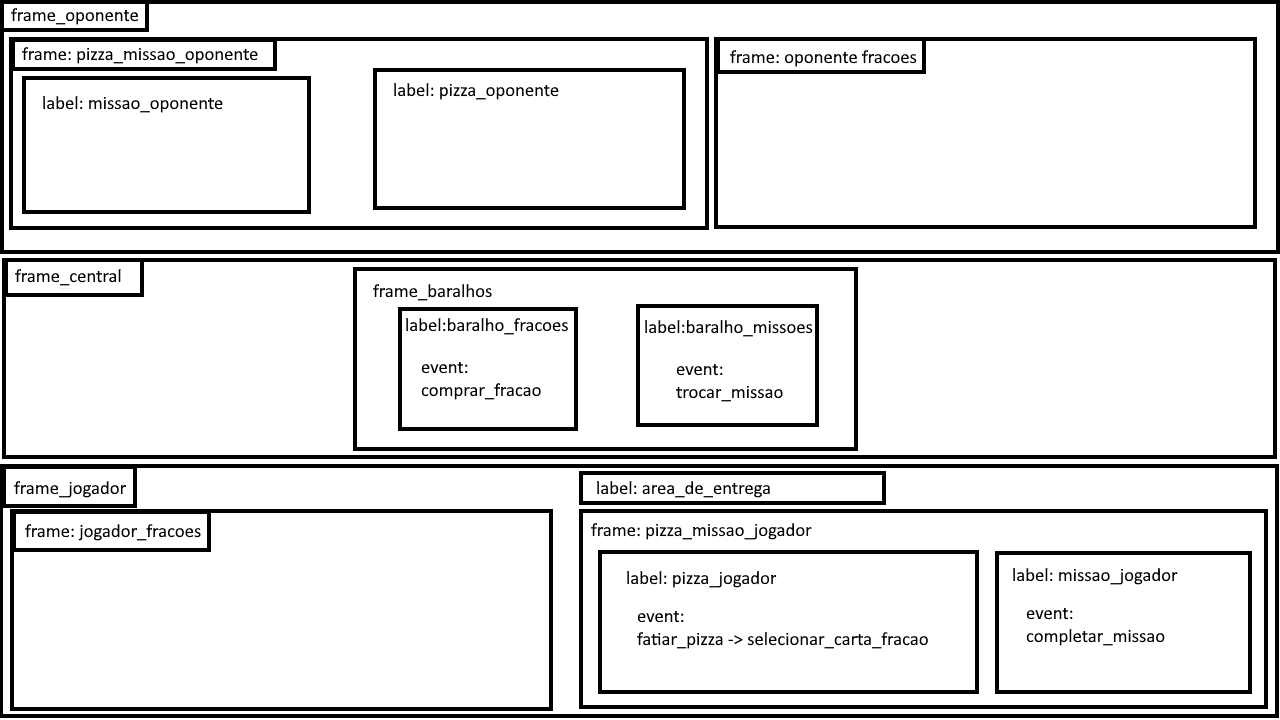 frame_oponente
frame: pizza_missao_oponente
label: missao_oponente
label: pizza_oponente
frame: oponente fracoes
frame_central
frame_baralhos
label:baralho_fracoes
event:
comprar_fracao
label:baralho_missoes
event:
trocar_missao
frame_jogador
frame: jogador_fracoes
label: area_de_entrega
frame: pizza_missao_jogador
label: pizza_jogador
event:
fatiar_pizza -> selecionar_carta_fracao
label: missao_jogador
event:
completar_missao